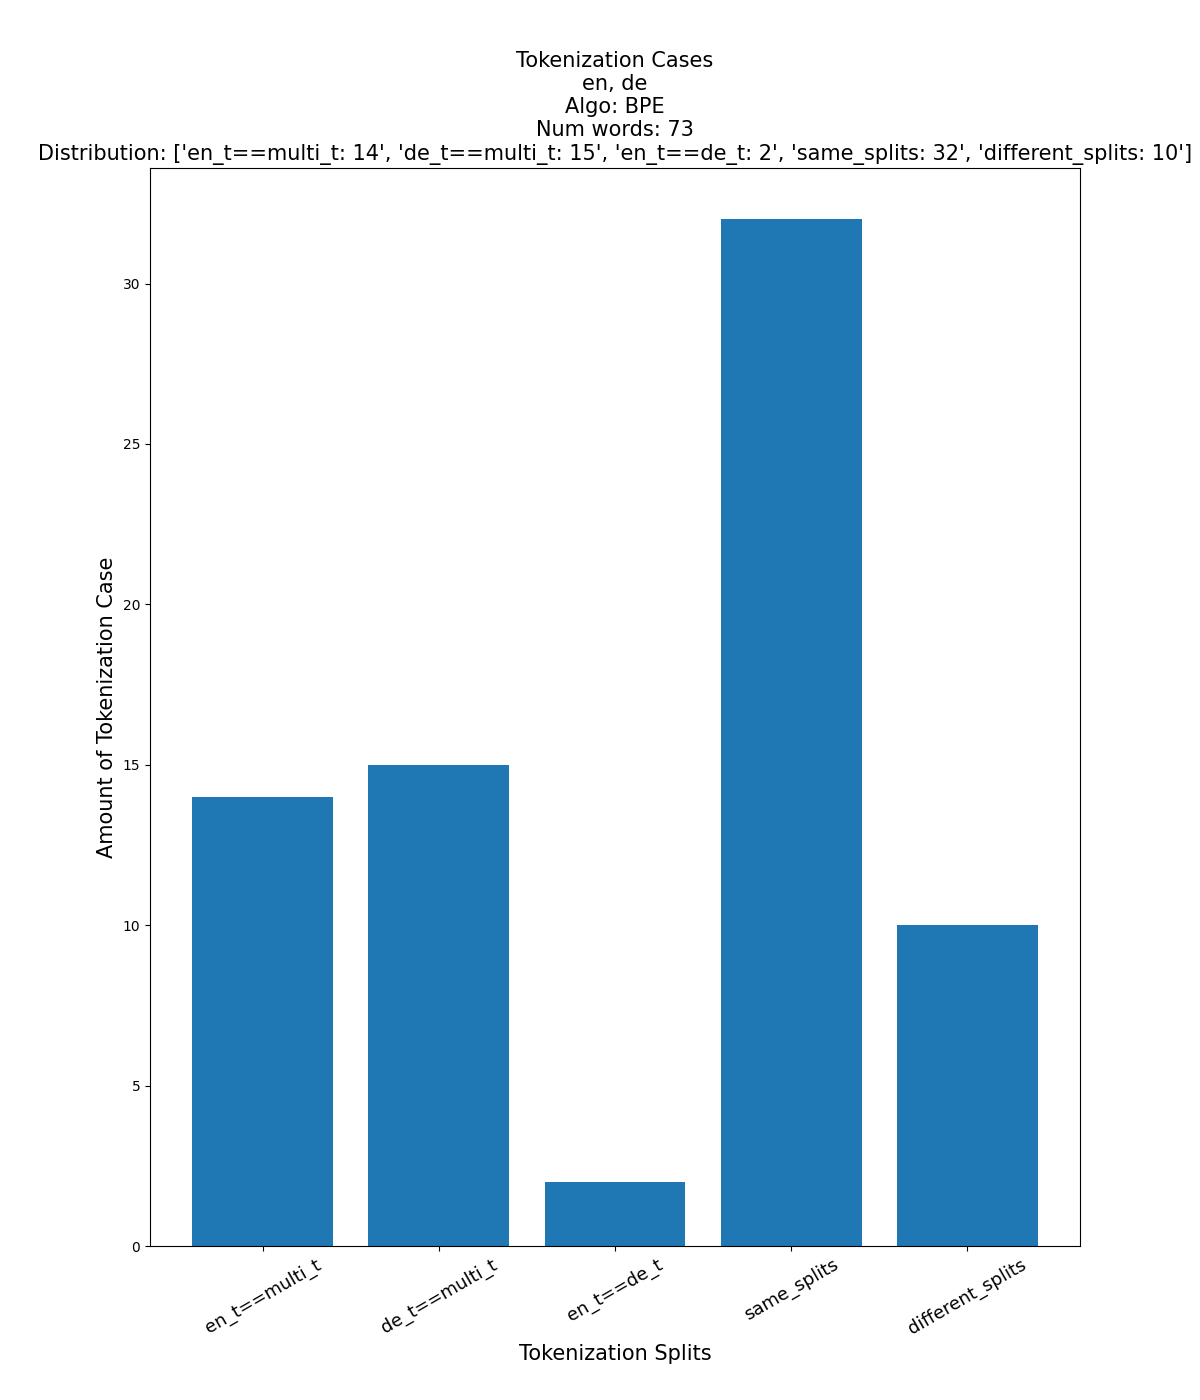 Tokenization Cases
en, de
Algo: BPE
Num words: 73
Distribution: ['en_t==multi_t: 14', 'de_t==multi_t: 15', 'en_t==de_t: 2', 'same_splits: 32', 'different_splits: 10']
30
25
20
15
10
5
0
Amount of Tokenization Case
en_t==multi_t
de_t==multi_t
en_t==de_t
same_splits
different_splits
Tokenization Splits